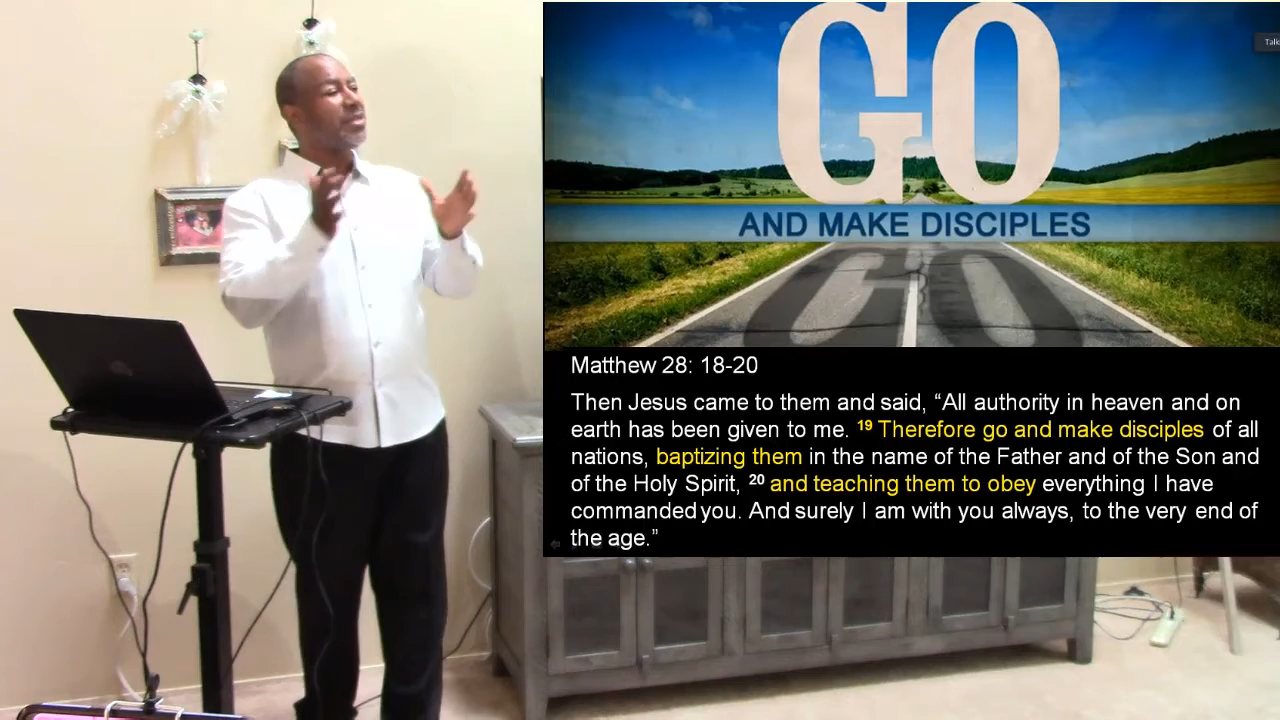 GO
Talk
AND MAKE DISCIPLES
Matthew 28: 18-20
Then Jesus came to them and said, “All authority in heaven and on
earth has been given to me. 19 Therefore go and make disciples of all
nations, baptizing them in the name of the Father and of the Son and
of the Holy Spirit, 20 and teaching them to obey everything I have
commanded you. And surely I am with you always, to the very end of
the age.”